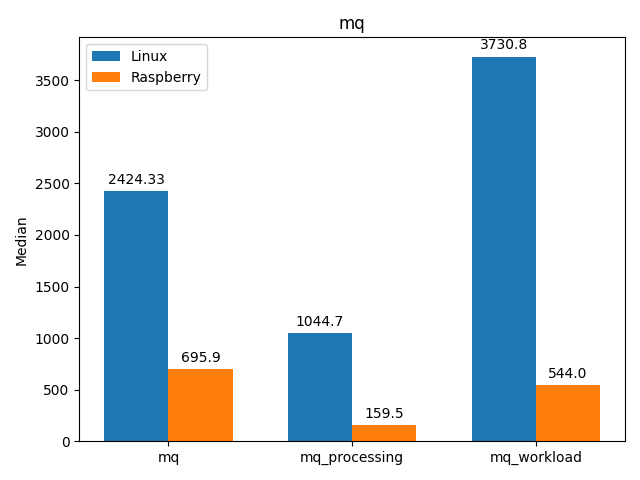 mq
3730.8
Linux
Raspberry
3500
3000
2500
2424.33
2000
Median
1500
1044.7
1000
695.9
544.0
500
159.5
0
mq
mq_processing
mq_workload